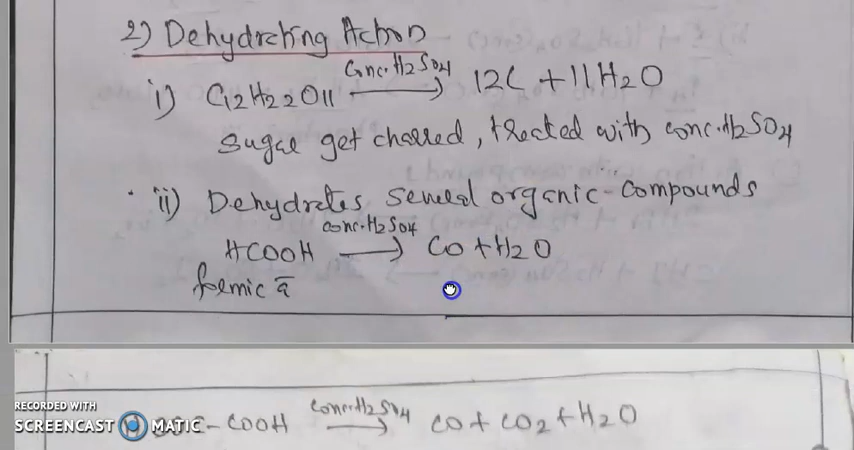 2) Dehydrating Action
i) C12H22O11 conc.H2SO4 → 12C + 11H2O
Sugar get charred, treated with conc.H2SO4
ii) Dehydrates several organic compounds
HCOOH conc.H2SO4 → CO + H2O
formic a̅
OOC-COOH conc.H2SO4 → CO + CO2 + H2O
RECORDED WITH
SCREENCAST MATIC